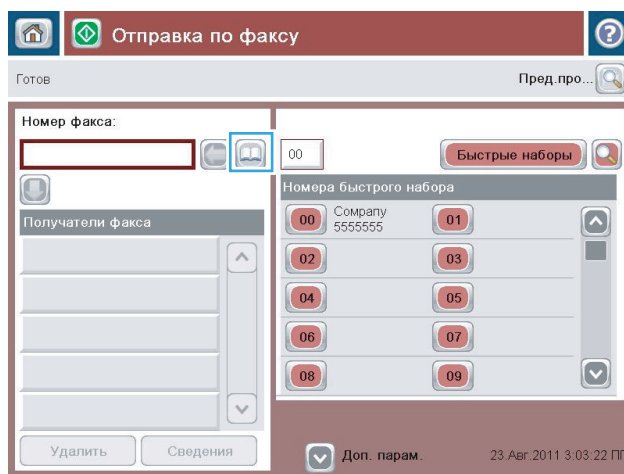 Отправка по факсу
?
Готов
Пред.про...
Номер факса:
00
Быстрые наборы
Номера быстрого набора
Получатели факса
00 Company 5555555 01
02 03
04 05
06 07
08 09
Удалить Сведения
Доп. парам.
23.Авг.2011 3:03:22 ПП